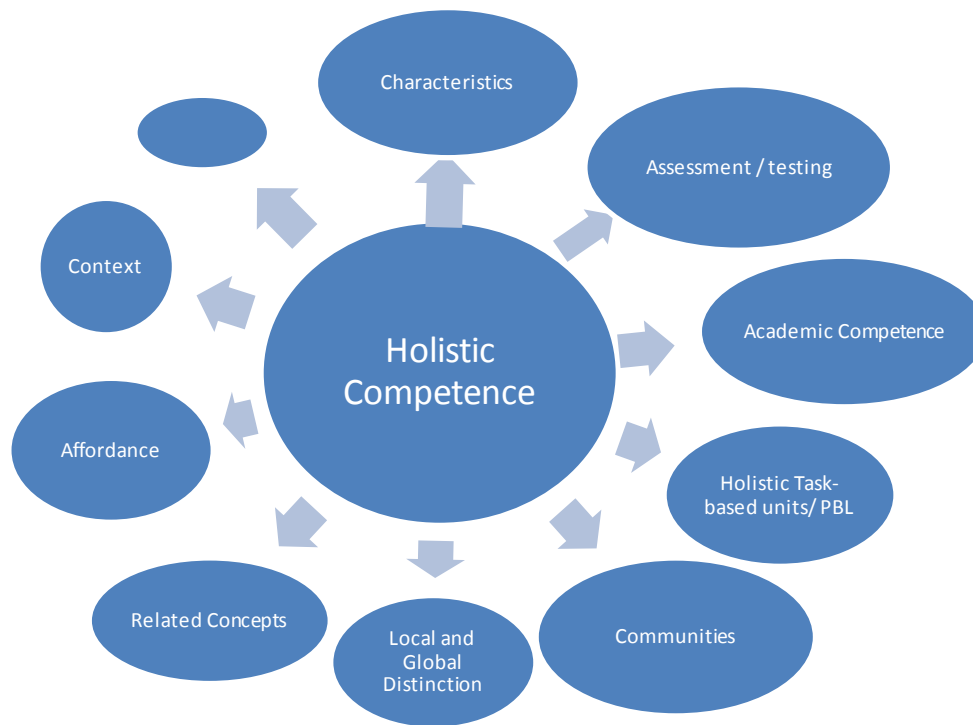 Characteristics
Assessment / testing
Academic Competence
Holistic Task-
based units/ PBL
Communities
Local and
Global
Distinction
Related Concepts
Affordance
Context
Holistic
Competence